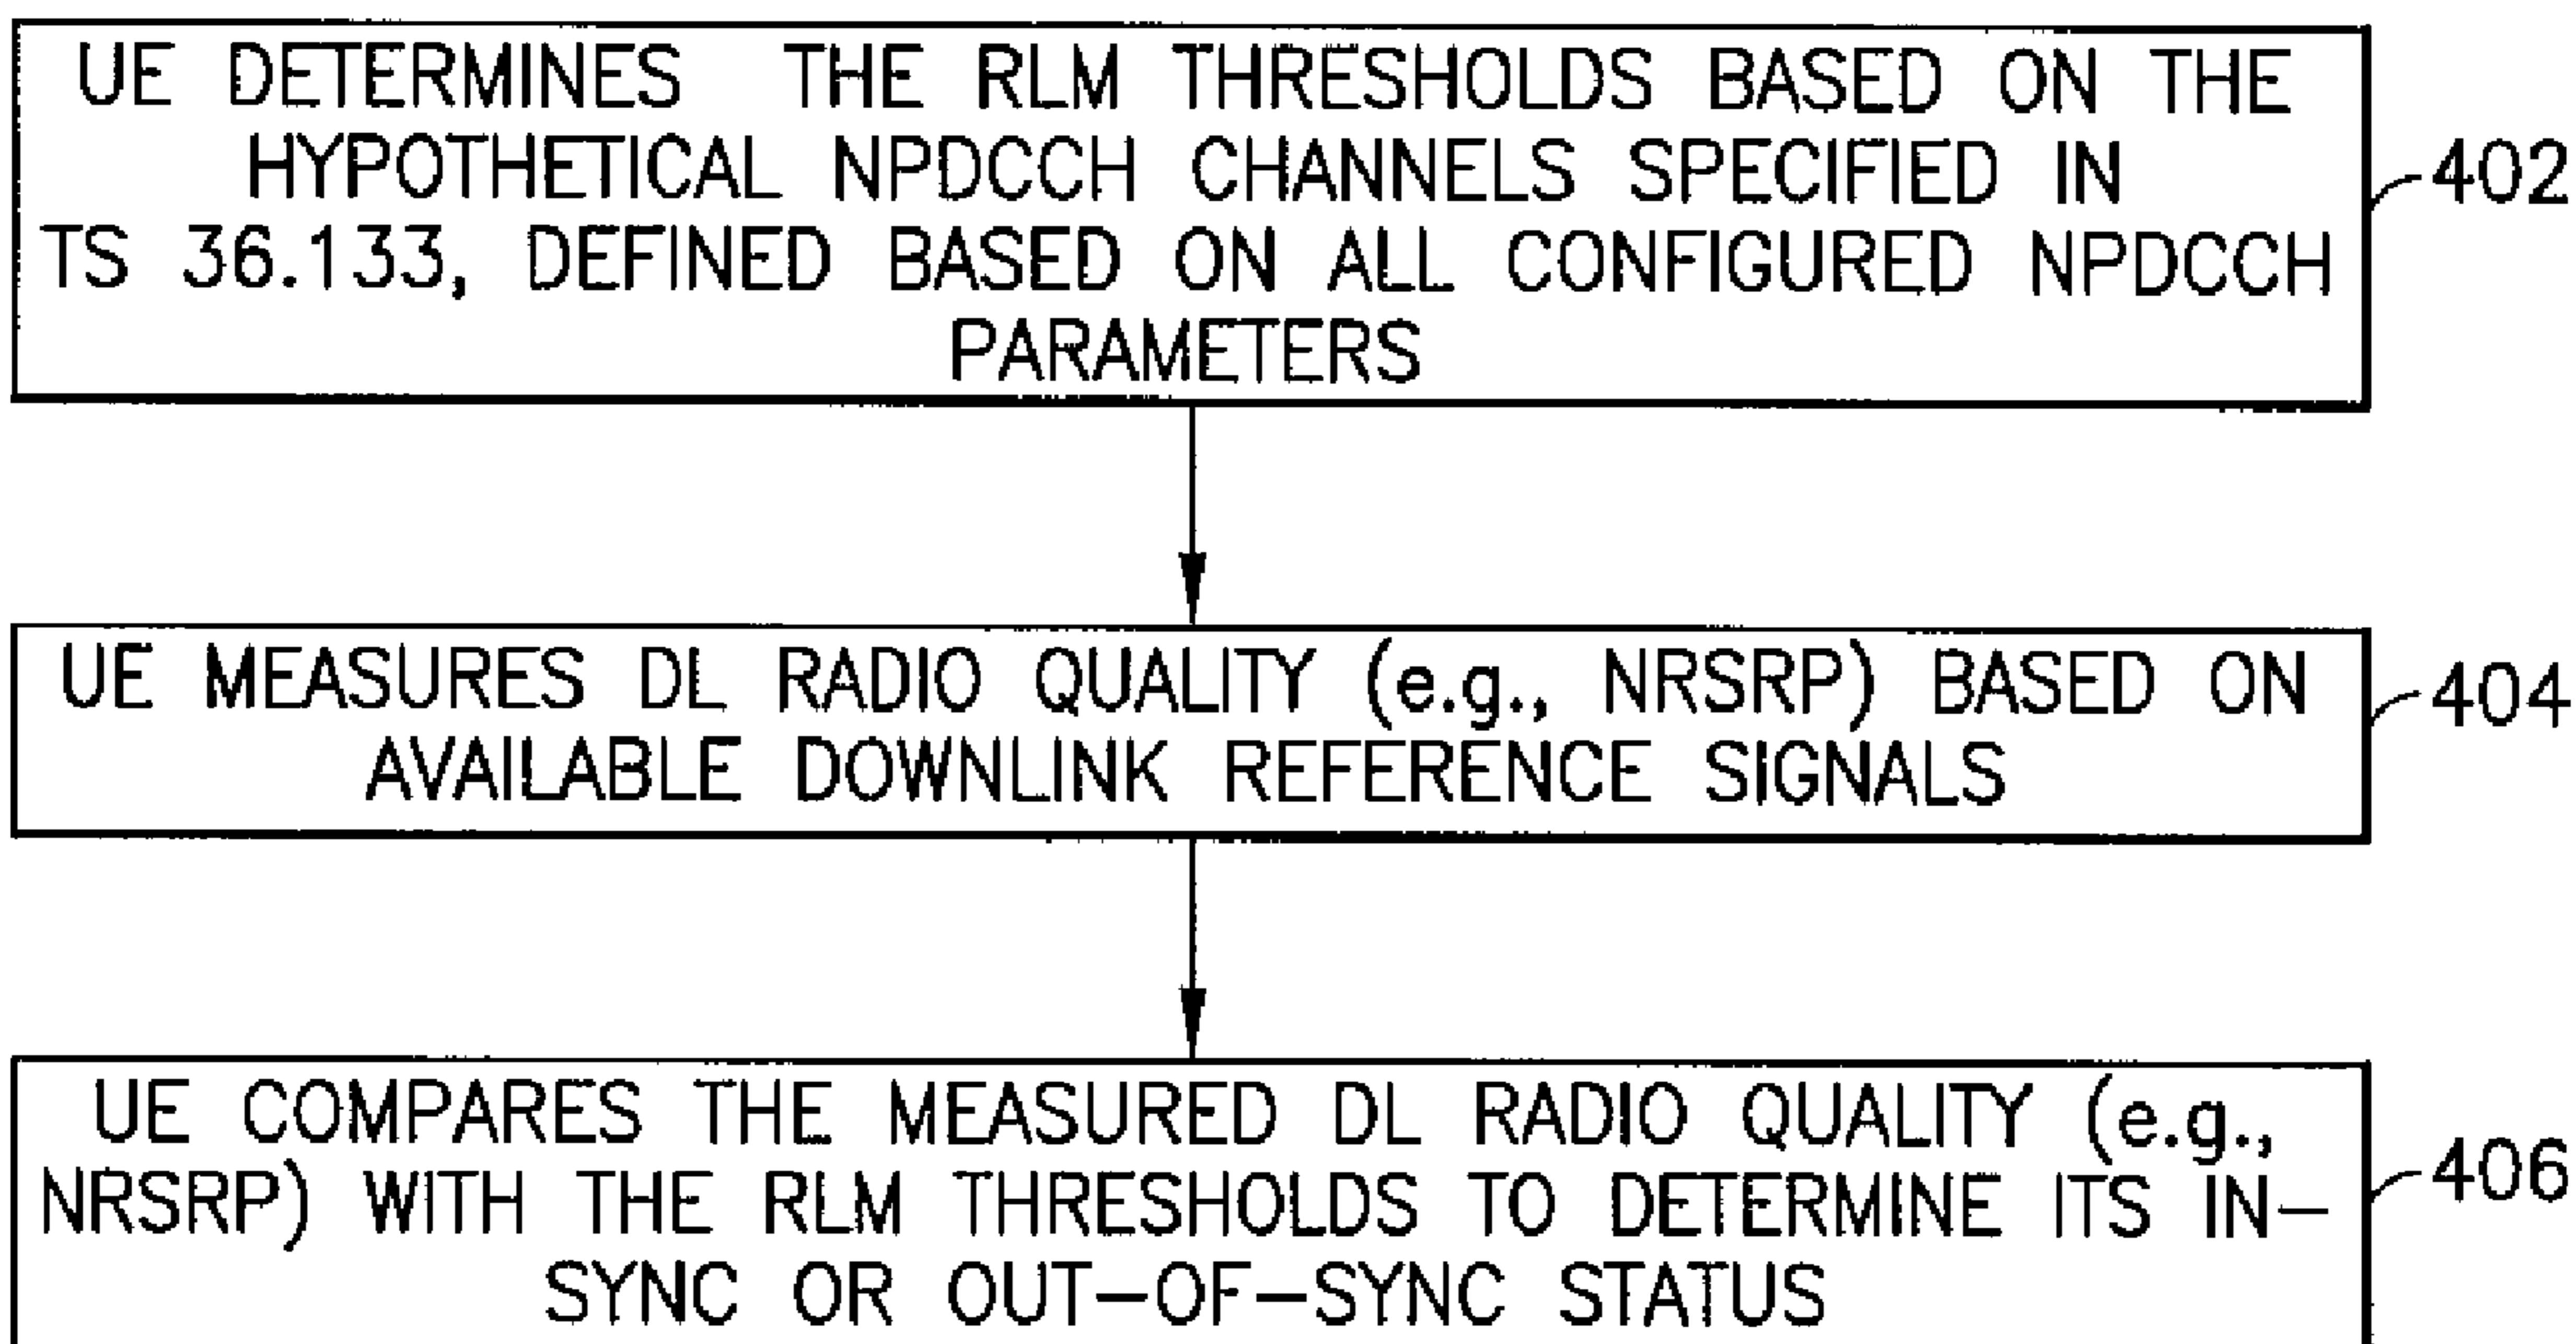 UE DETERMINES THE RLM THRESHOLDS BASED ON THE
HYPOTHETICAL NPDCCH CHANNELS SPECIFIED IN
TS 36.133, DEFINED BASED ON ALL CONFIGURED NPDCCH
PARAMETERS
402
UE MEASURES DL RADIO QUALITY (e.g., NRSRP) BASED ON
AVAILABLE DOWNLINK REFERENCE SIGNALS
404
UE COMPARES THE MEASURED DL RADIO QUALITY (e.g.,
NRSRP) WITH THE RLM THRESHOLDS TO DETERMINE ITS IN–
SYNC OR OUT–OF–SYNC STATUS
406